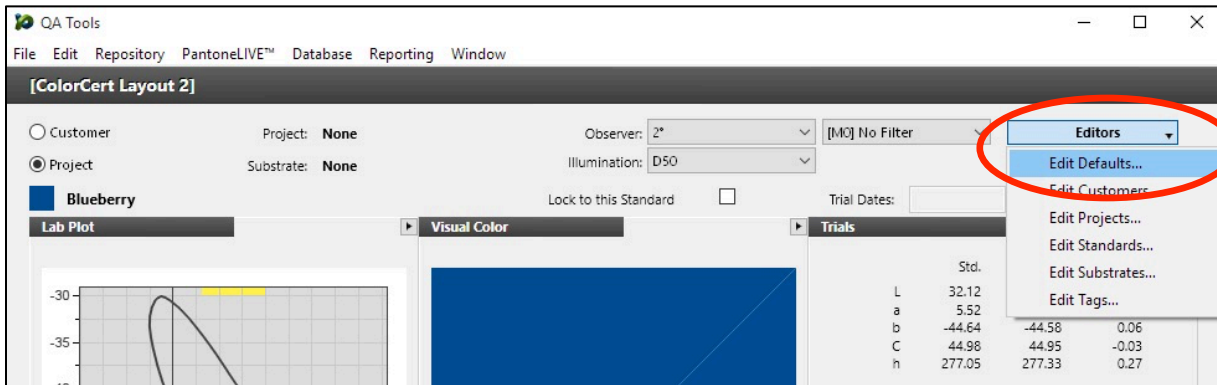 QA Tools
File Edit Repository PantoneLIVE™ Database Reporting Window
[ColorCert Layout 2]
Customer Project: None Observer: 2° [M0] No Filter Editors
Project Substrate: None Illumination: D50 Edit Defaults...
Blueberry Lock to this Standard Trial Dates: Edit Customers
Lab Plot Visual Color Trials Edit Projects...
Edit Standards...
Std. Edit Substrates...
-30 L 32.12 Edit Tags...
a 5.52
b -44.64 -44.58 0.06
-35 C 44.98 44.95 -0.03
h 277.05 277.33 0.27